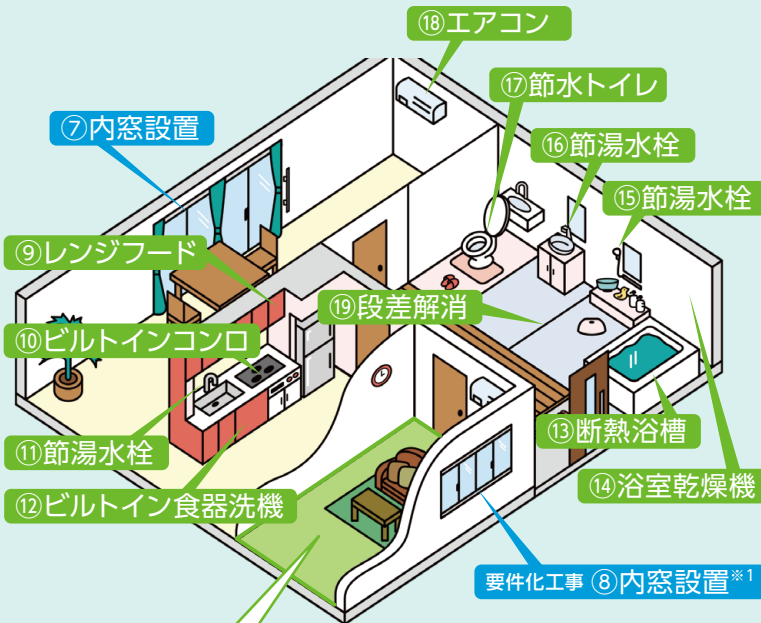 ⑱エアコン
⑰節水トイレ
⑦内窓設置
⑯節湯水栓
⑮節湯水栓
⑨レンジフード
⑲段差解消
⑩ビルトインコンロ
⑬断熱浴槽
⑪節湯水栓
⑭浴室乾燥機
⑫ビルトイン食器洗機
要件化工事 ⑧内窓設置※1